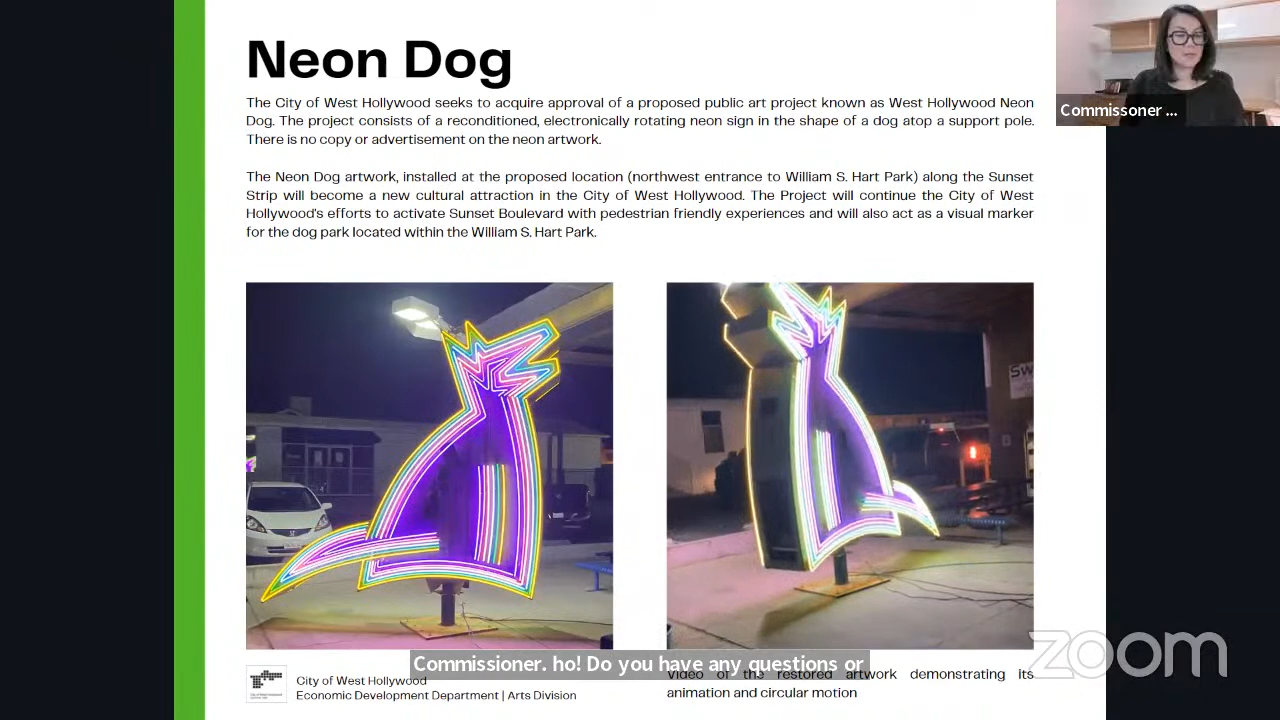 Neon Dog
The City of West Hollywood seeks to acquire approval of a proposed public art project known as West Hollywood Neon
Dog. The project consists of a reconditioned, electronically rotating neon sign in the shape of a dog atop a support pole.
There is no copy or advertisement on the neon artwork.
The Neon Dog artwork, installed at the proposed location (northwest entrance to William S. Hart Park) along the Sunset
Strip will become a new cultural attraction in the City of West Hollywood. The Project will continue the City of West
Hollywood's efforts to activate Sunset Boulevard with pedestrian friendly experiences and will also act as a visual marker
for the dog park located within the William S. Hart Park.
Commissoner ...
Commissioner. ho! Do you have any questions or
Video of the restored artwork demonstrating its
animation and circular motion
City of West Hollywood
Economic Development Department | Arts Division
zoom